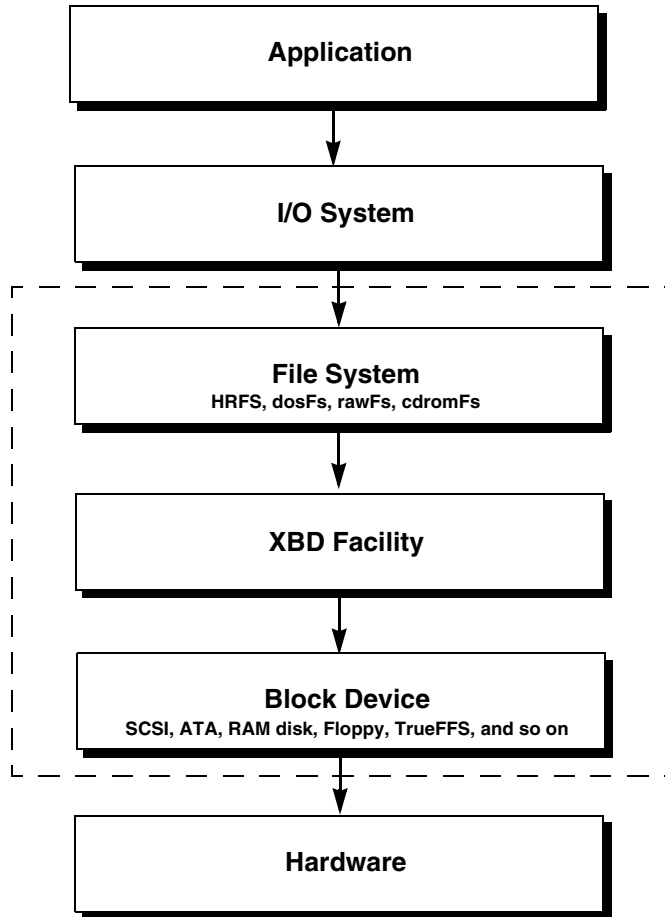 Application
I/O System
File System
HRFS, dosFs, rawFs, cdromFs
XBD Facility
Block Device
SCSI, ATA, RAM disk, Floppy, TrueFFS, and so on
Hardware